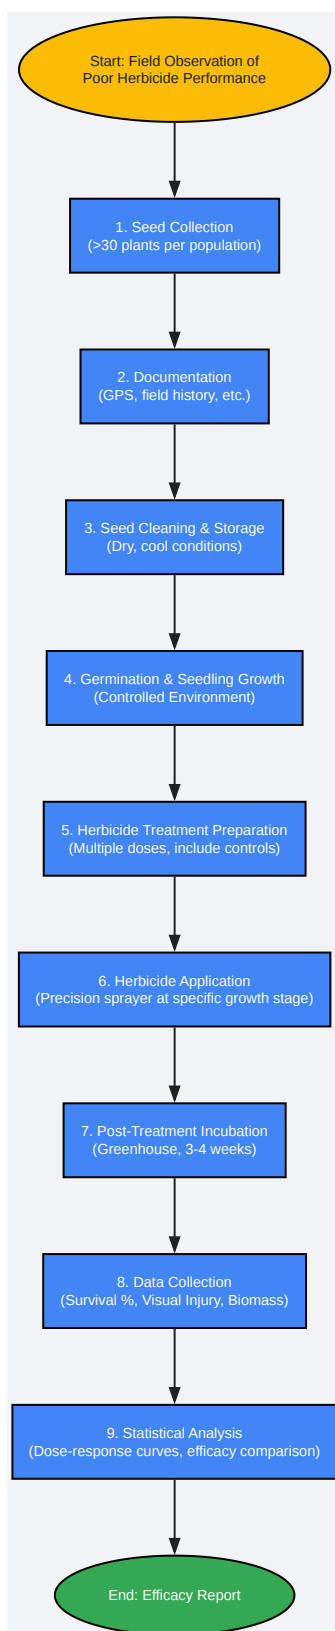 Start: Field Observation of
Poor Herbicide Performance
1. Seed Collection
(>30 plants per population)
2. Documentation
(GPS, field history, etc.)
3. Seed Cleaning & Storage
(Dry, cool conditions)
4. Germination & Seedling Growth
(Controlled Environment)
5. Herbicide Treatment Preparation
(Multiple doses, include controls)
6. Herbicide Application
(Precision sprayer at specific growth stage)
7. Post-Treatment Incubation
(Greenhouse, 3-4 weeks)
8. Data Collection
(Survival %, Visual Injury, Biomass)
9. Statistical Analysis
(Dose-response curves, efficacy comparison)
End: Efficacy Report